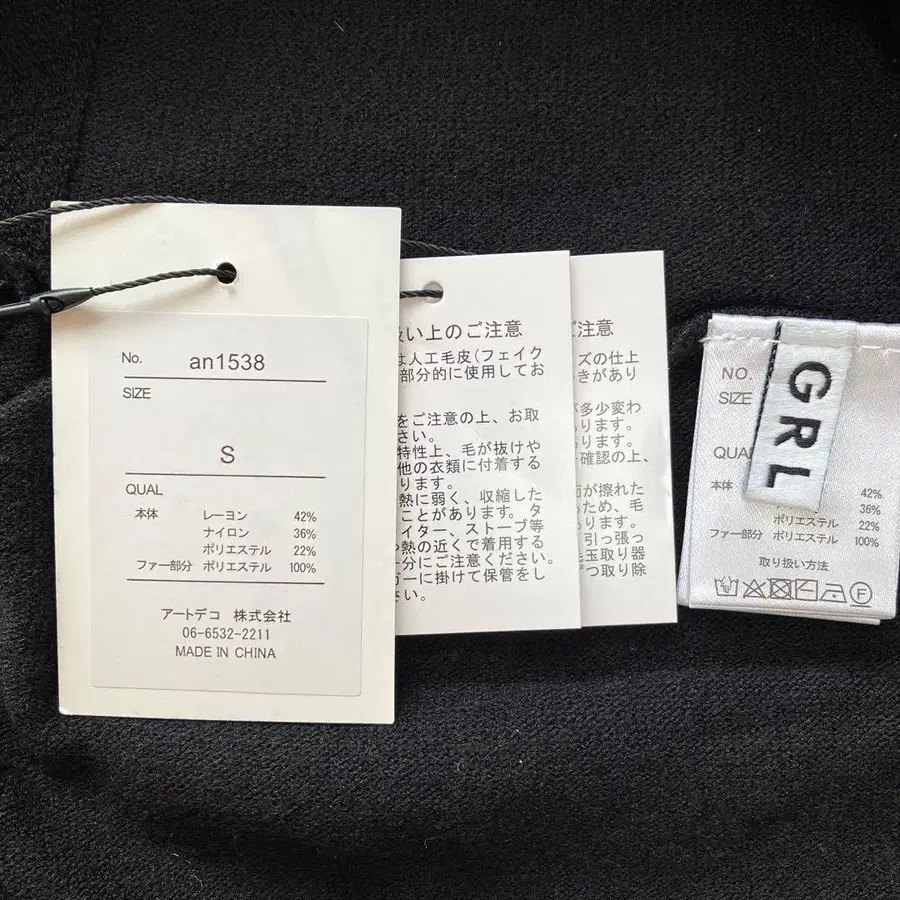 No. an1538
SIZE
S
QUAL
本体 レーヨン 42%
ナイロン 36%
ポリエステル 22%
ファー部分 ポリエステル 100%
アートデコ 株式会社
06-6532-2211
MADE IN CHINA
い上のご注意
は人工毛皮(フェイク
部分的に使用してお
をご注意の上、お取
さい。
特性上、毛が抜けや
他の衣類に付着する
ります。
熱に弱く、収縮した
ことがあります。タ
イター、ストーブ等
や熱の近くで着用する
十分にご注意ください。
ガーに掛けて保管をし
さい。
ご注意
ズの仕上
きがあり
が多少変わ
ります。
ります。
ご確認の上、
面が擦れた
ため、毛
ります。
引っ張っ
毛玉取り器
ずつ取り除
NO.
SIZE
QUAL
本体 42%
36%
ポリエステル 22%
ファー部分 ポリエステル 100%
取り扱い方法
F
GRL